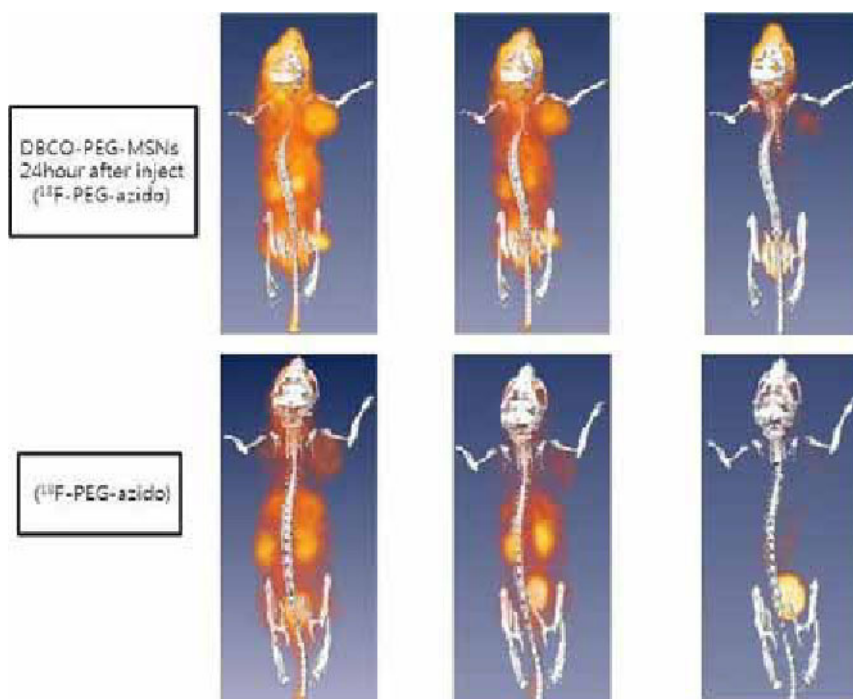 DBCO-PEG-MSNs
24hour after inject
(¹⁸F-PEG-azido)
(¹⁸F-PEG-azido)